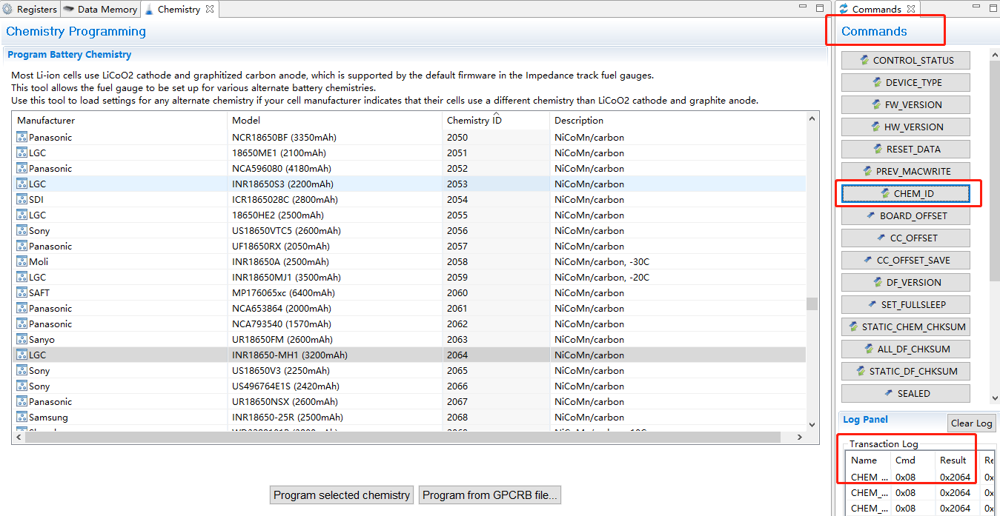 Registers Data Memory Chemistry
Chemistry Programming
Program Battery Chemistry
Most Li-ion cells use LiCoO2 cathode and graphitized carbon anode, which is supported by the default firmware in the Impedance track fuel gauges.
This tool allows the fuel gauge to be set up for various alternate battery chemistries.
Use this tool to load settings for any alternate chemistry if your cell manufacturer indicates that their cells use a different chemistry than LiCoO2 cathode and graphite anode.
Manufacturer Model Chemistry ID Description
Panasonic NCR18650BF (3350mAh) 2050 NiCoMn/carbon
LGC 18650ME1 (2100mAh) 2051 NiCoMn/carbon
Panasonic NCA596080 (4180mAh) 2052 NiCoMn/carbon
LGC INR18650S3 (2200mAh) 2053 NiCoMn/carbon
SDI ICR1865028C (2800mAh) 2054 NiCoMn/carbon
LGC 18650HE2 (2500mAh) 2055 NiCoMn/carbon
Sony US18650VTC5 (2600mAh) 2056 NiCoMn/carbon
Panasonic UF18650RX (2050mAh) 2057 NiCoMn/carbon
Moli INR18650A (2500mAh) 2058 NiCoMn/carbon, -30C
LGC INR18650MJ1 (3500mAh) 2059 NiCoMn/carbon, -20C
SAFT MP176065xc (6400mAh) 2060 NiCoMn/carbon
Panasonic NCA653864 (2000mAh) 2061 NiCoMn/carbon
Panasonic NCA793540 (1570mAh) 2062 NiCoMn/carbon
Sanyo UR18650FM (2600mAh) 2063 NiCoMn/carbon
LGC INR18650-MH1 (3200mAh) 2064 NiCoMn/carbon
Sony US18650V3 (2250mAh) 2065 NiCoMn/carbon
Sony US496764E1S (2420mAh) 2066 NiCoMn/carbon
Panasonic UR18650NSX (2600mAh) 2067 NiCoMn/carbon
Samsung INR18650-25R (2500mAh) 2068 NiCoMn/carbon
Program selected chemistry Program from GPCRB file...
Commands
Commands
CONTROL_STATUS
DEVICE_TYPE
FW_VERSION
HW_VERSION
RESET_DATA
PREV_MACWRITE
CHEM_ID
BOARD_OFFSET
CC_OFFSET
CC_OFFSET_SAVE
DF_VERSION
SET_FULLSLEEP
STATIC_CHEM_CHKSUM
ALL_DF_CHKSUM
STATIC_DF_CHKSUM
SEALED
Log Panel Clear Log
Transaction Log
Name Cmd Result Re
CHEM ... 0x08 0x2064 0x
CHEM ... 0x08 0x2064 0x
CHEM ... 0x08 0x2064 0x